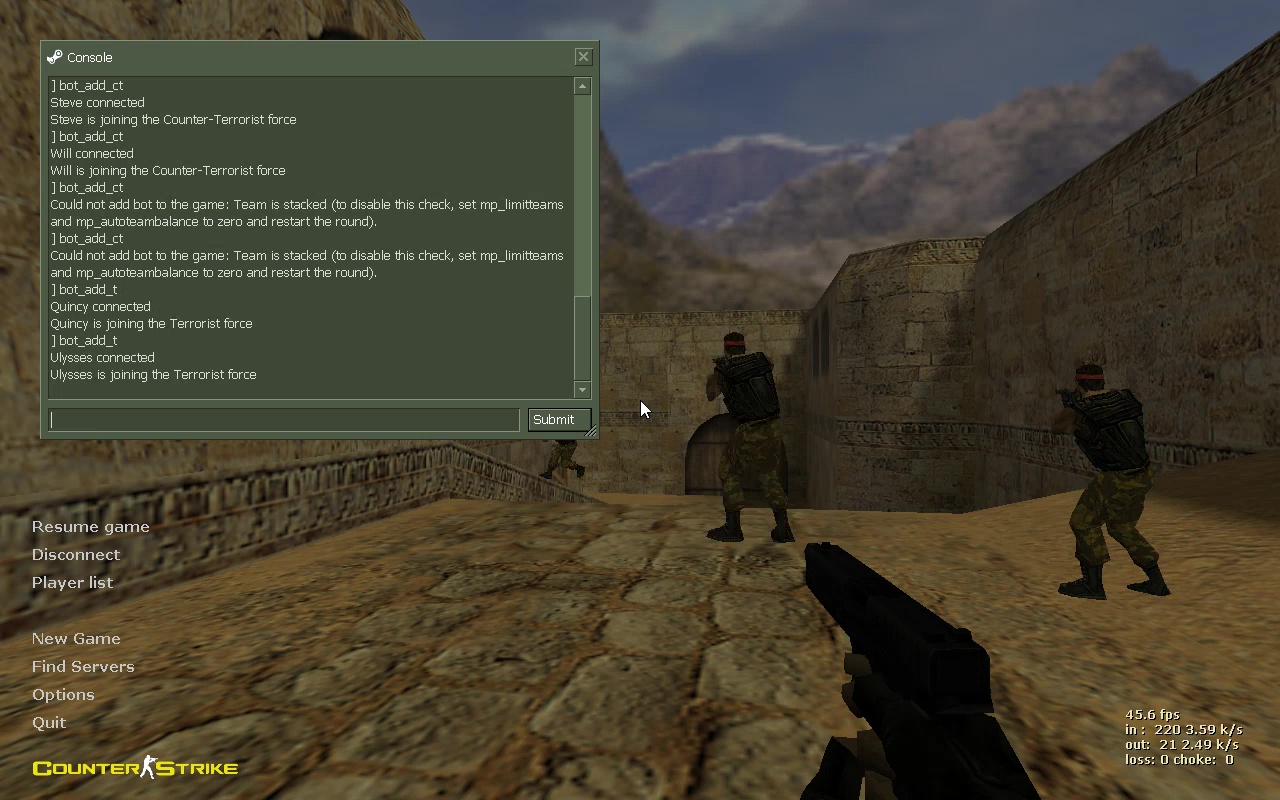 Console
] bot_add_ct
Steve connected
Steve is joining the Counter-Terrorist force
] bot_add_ct
Will connected
Will is joining the Counter-Terrorist force
] bot_add_ct
Could not add bot to the game: Team is stacked (to disable this check, set mp_limitteams
and mp_autoteambalance to zero and restart the round).
] bot_add_ct
Could not add bot to the game: Team is stacked (to disable this check, set mp_limitteams
and mp_autoteambalance to zero and restart the round).
] bot_add_t
Quincy connected
Quincy is joining the Terrorist force
] bot_add_t
Ulysses connected
Ulysses is joining the Terrorist force
Submit
Resume game
Disconnect
Player list
New Game
Find Servers
Options
Quit
COUNTER STRIKE
45.6 fps
in : 220 3.59 k/s
out: 21 2.49 k/s
loss: 0 choke: 0